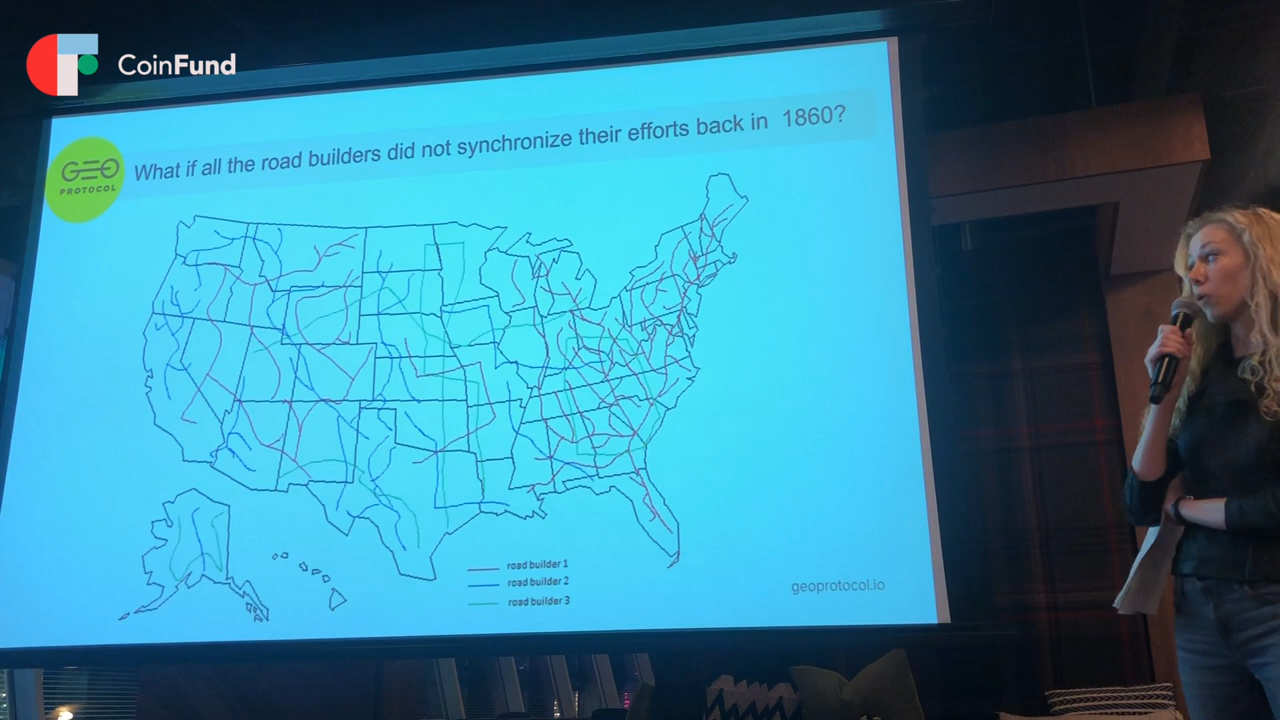 CoinFund
GEO
PROTOCOL
What if all the road builders did not synchronize their efforts back in 1860?
road builder 1
road builder 2
road builder 3
geoprotocol.io